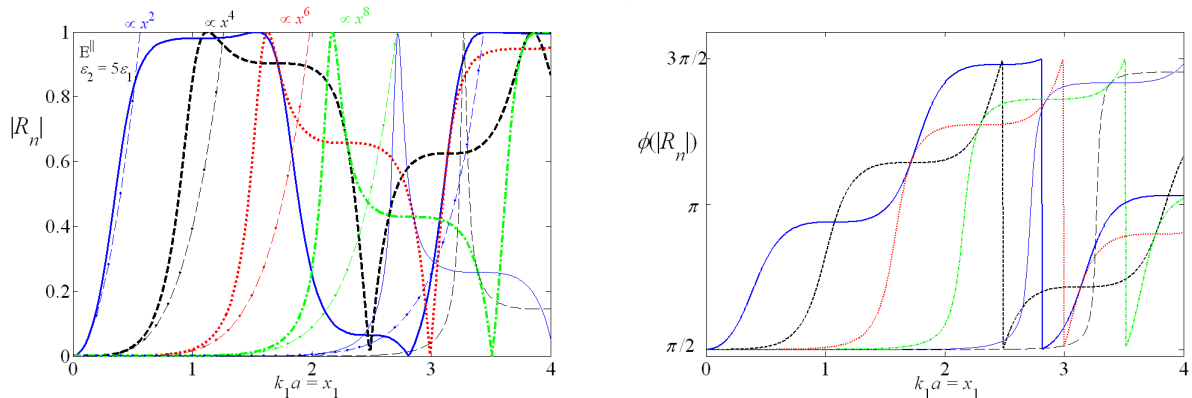 ∝ x² ∝ x⁴ ∝ x⁶ ∝ x⁸
1
E^∥
ε₂ = 5ε₁
0.8
|Rₙ|
0.6
0.4
0.2
0
0 1 2 3 4
k₁a = x₁
3π/2
ϕ(|Rₙ|)
π
π/2
0 1 2 3 4
k₁a = x₁